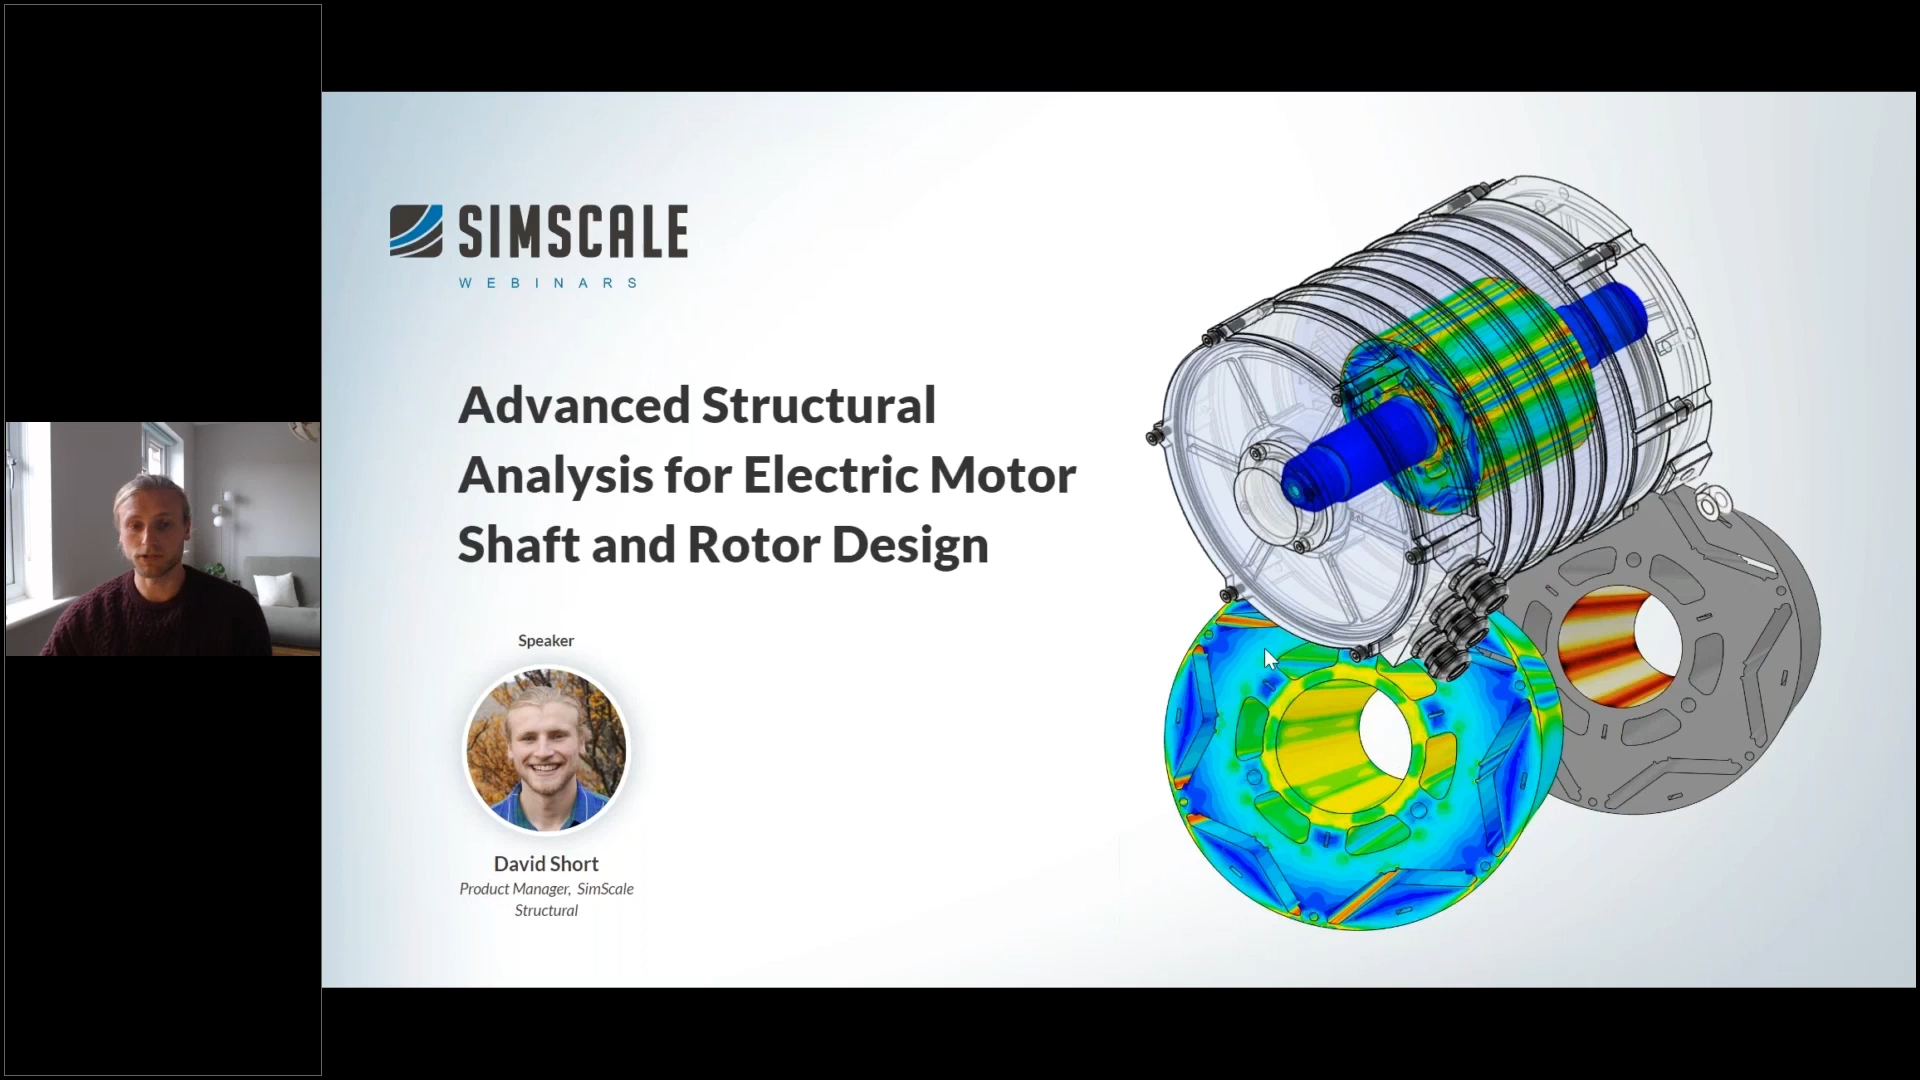 SIMSCALE
WEBINARS
Advanced Structural
Analysis for Electric Motor
Shaft and Rotor Design
Speaker
David Short
Product Manager, SimScale
Structural